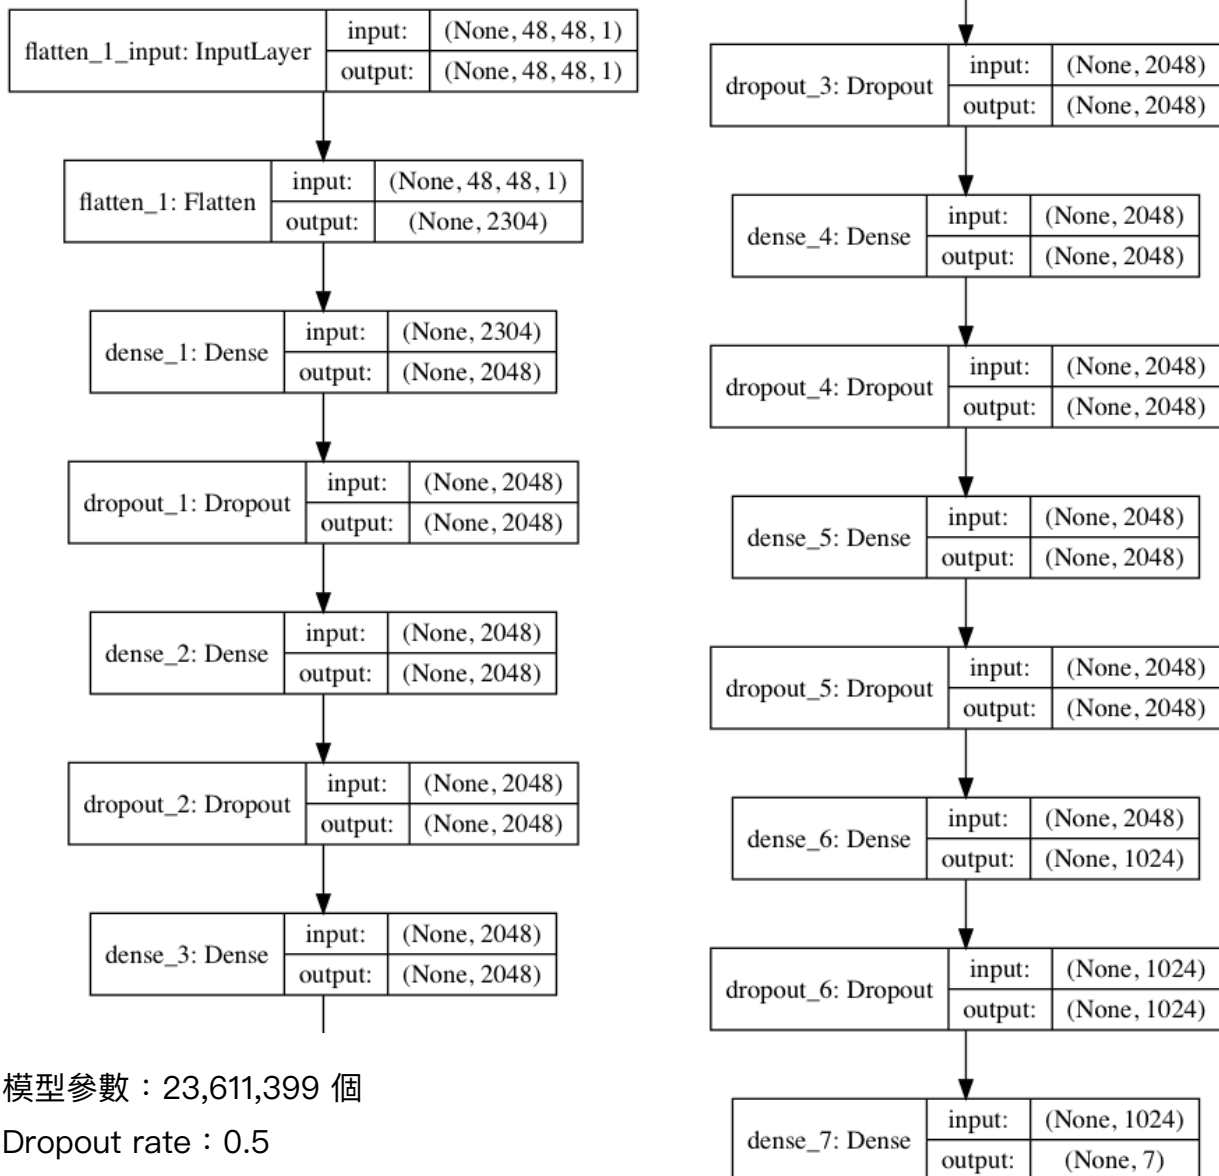 flatten_1_input: InputLayer
input: (None, 48, 48, 1)
output: (None, 48, 48, 1)
flatten_1: Flatten
input: (None, 48, 48, 1)
output: (None, 2304)
dense_1: Dense
input: (None, 2304)
output: (None, 2048)
dropout_1: Dropout
input: (None, 2048)
output: (None, 2048)
dense_2: Dense
input: (None, 2048)
output: (None, 2048)
dropout_2: Dropout
input: (None, 2048)
output: (None, 2048)
dense_3: Dense
input: (None, 2048)
output: (None, 2048)
模型參數：23,611,399 個
Dropout rate：0.5
dropout_3: Dropout
input: (None, 2048)
output: (None, 2048)
dense_4: Dense
input: (None, 2048)
output: (None, 2048)
dropout_4: Dropout
input: (None, 2048)
output: (None, 2048)
dense_5: Dense
input: (None, 2048)
output: (None, 2048)
dropout_5: Dropout
input: (None, 2048)
output: (None, 2048)
dense_6: Dense
input: (None, 2048)
output: (None, 1024)
dropout_6: Dropout
input: (None, 1024)
output: (None, 1024)
dense_7: Dense
input: (None, 1024)
output: (None, 7)